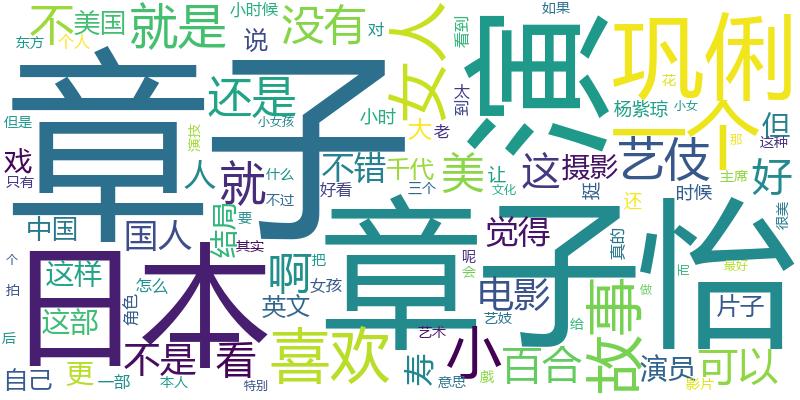 不
美国
就是
小时候
说
没有
对
女人
看到
演
如果
巩俐
东方
个人
章子
还是
到
太
杨紫琼
花
小女
一个
但
那
但是
演技
小女孩
小时
大
老
戏
只有
人
就
什么
不错
千代
美
这
摄影
艺伎
这种
好
主席
不过
好看
三个
让
文化
挺
还
时候
很美
中国
国人
结局
要
其实
章子怡
觉得
真的
日本
这样
啊
把
呢
会
电影
最好
个
拍
怎么
角色
女孩
英文
艺妓
故事
给
做
片子
这部
后
不是
看
喜欢
寿
艺术
小
百合
演员
可以
自己
更
一部
本人
特别
意思
戲
影片